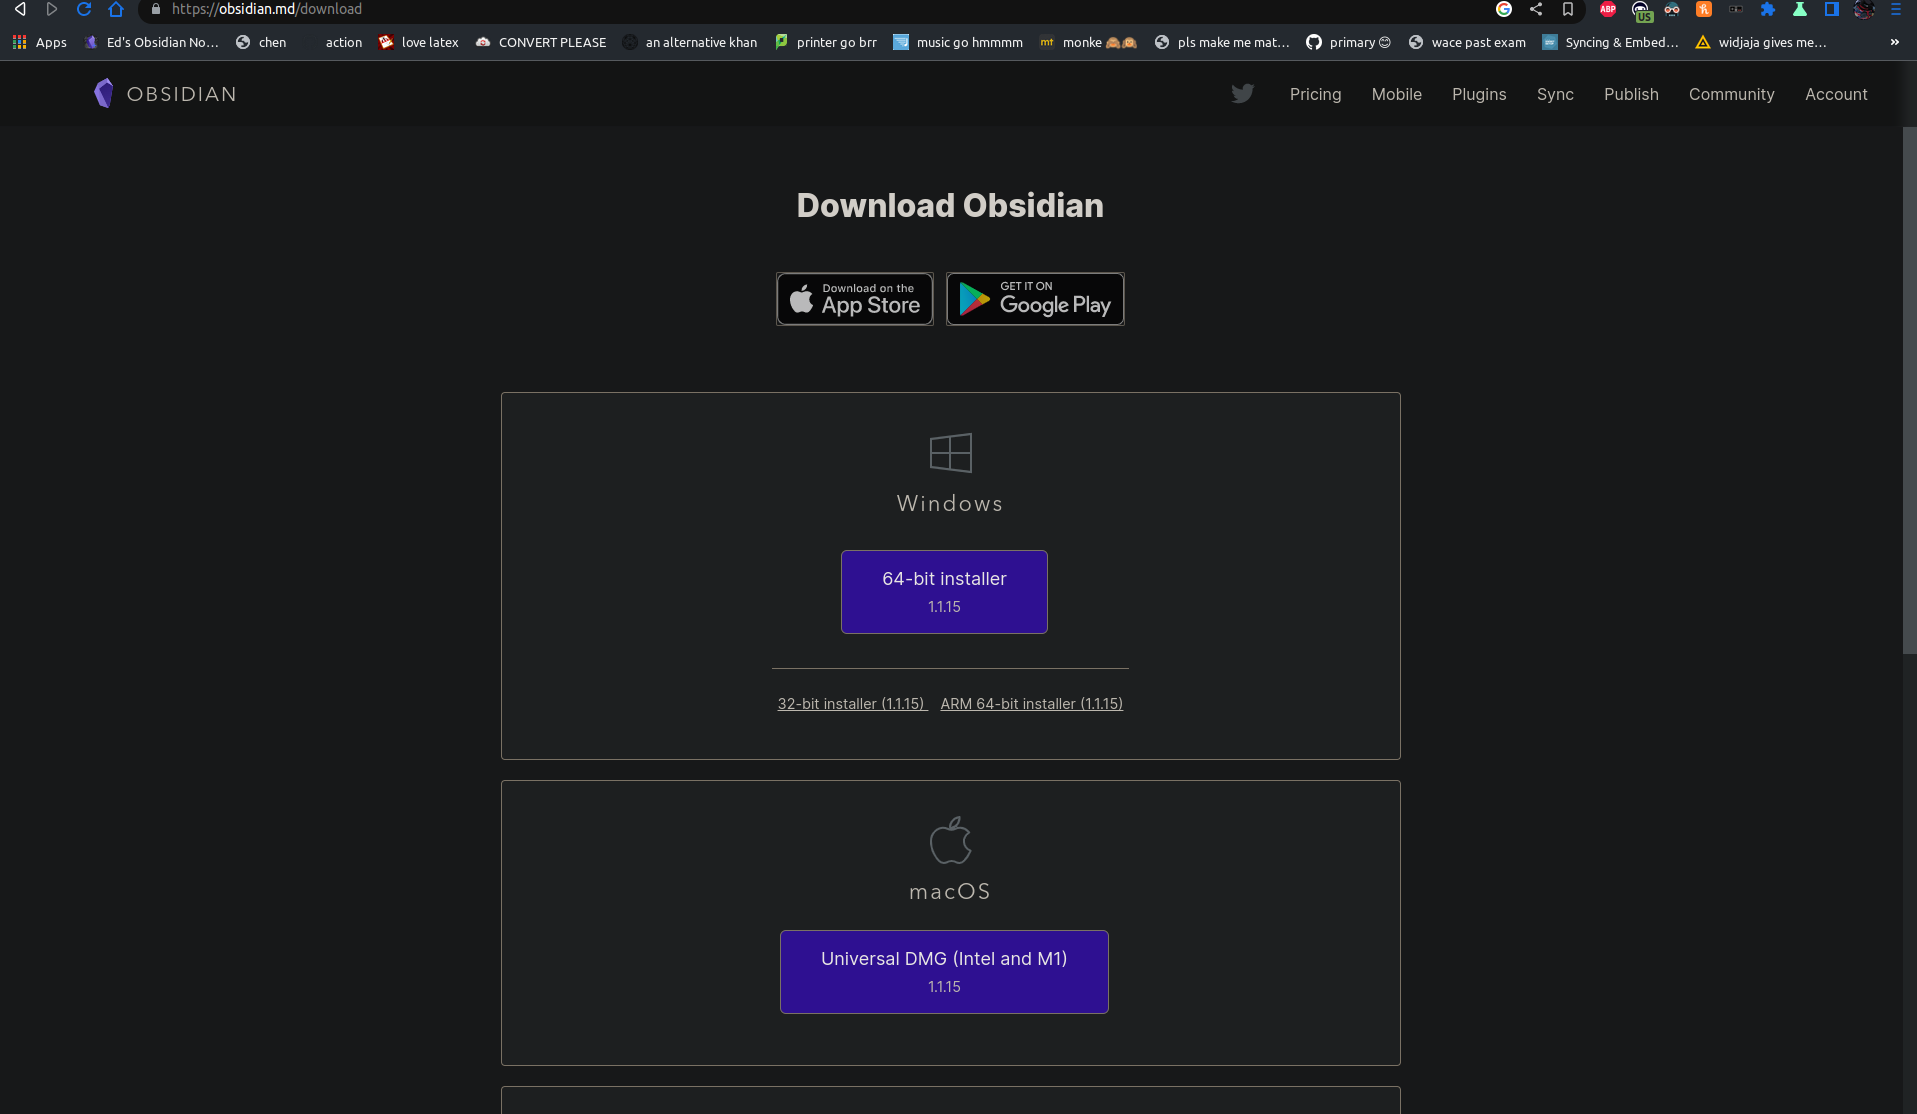 https://obsidian.md/download
ABP
US
Apps
Ed's Obsidian No...
chen
action
love latex
CONVERT PLEASE
an alternative khan
printer go brr
music go hmmmm
mt
monke 🙈🐵
pls make me mat...
primary 😊
wace past exam
Syncing & Embed...
widjaja gives me...
»
OBSIDIAN
Pricing
Mobile
Plugins
Sync
Publish
Community
Account
Download Obsidian
Download on the
App Store
GET IT ON
Google Play
Windows
64-bit installer
1.1.15
32-bit installer (1.1.15)
ARM 64-bit installer (1.1.15)
macOS
Universal DMG (Intel and M1)
1.1.15